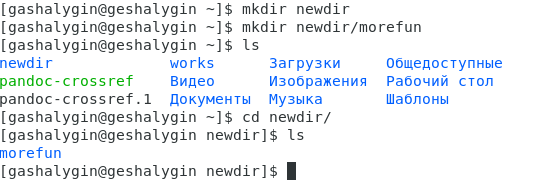 [gashalygin@geshalygin ~]$ mkdir newdir
[gashalygin@geshalygin ~]$ mkdir newdir/morefun
[gashalygin@geshalygin ~]$ ls
newdir works Загрузки Общедоступные
pandoc-crossref Видео Изображения Рабочий стол
pandoc-crossref.1 Документы Музыка Шаблоны
[gashalygin@geshalygin ~]$ cd newdir/
[gashalygin@geshalygin newdir]$ ls
morefun
[gashalygin@geshalygin newdir]$